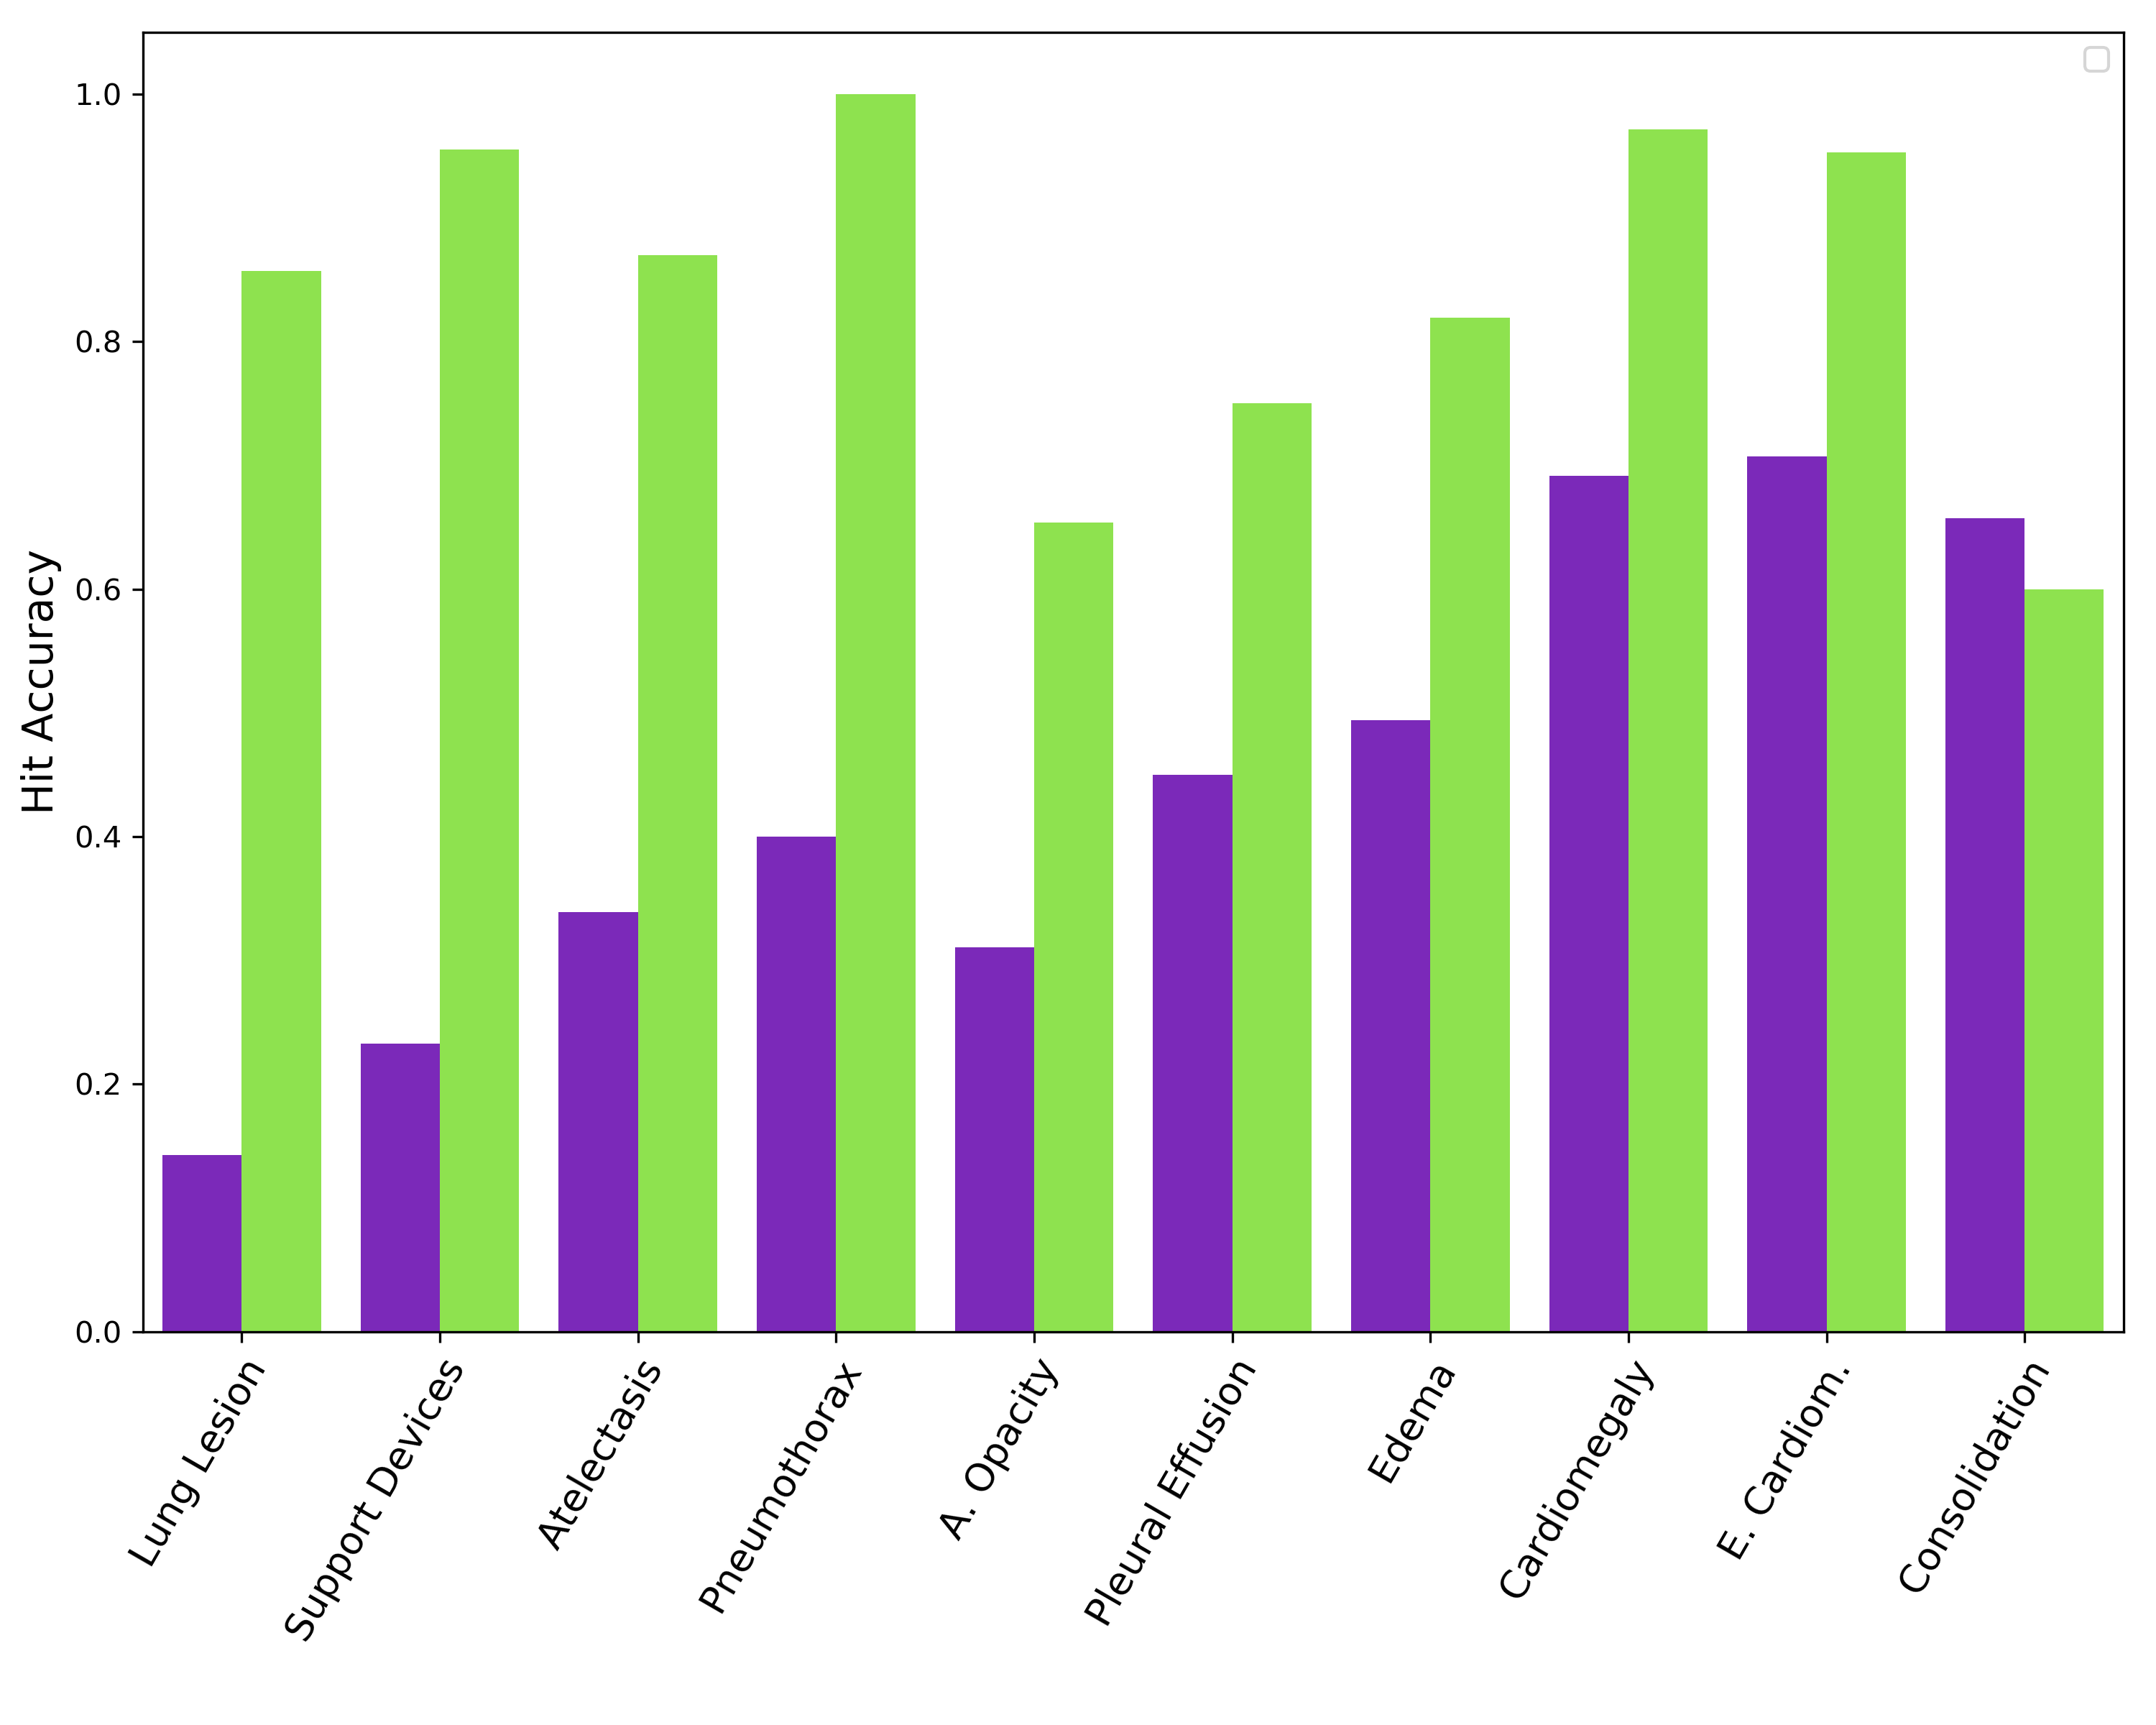 Hit Accuracy
1.0
0.8
0.6
0.4
0.2
0.0
Lung Lesion
Support Devices
Atelectasis
Pneumothorax
A. Opacity
Pleural Effusion
Edema
Cardiomegaly
E. Cardiom.
Consolidation